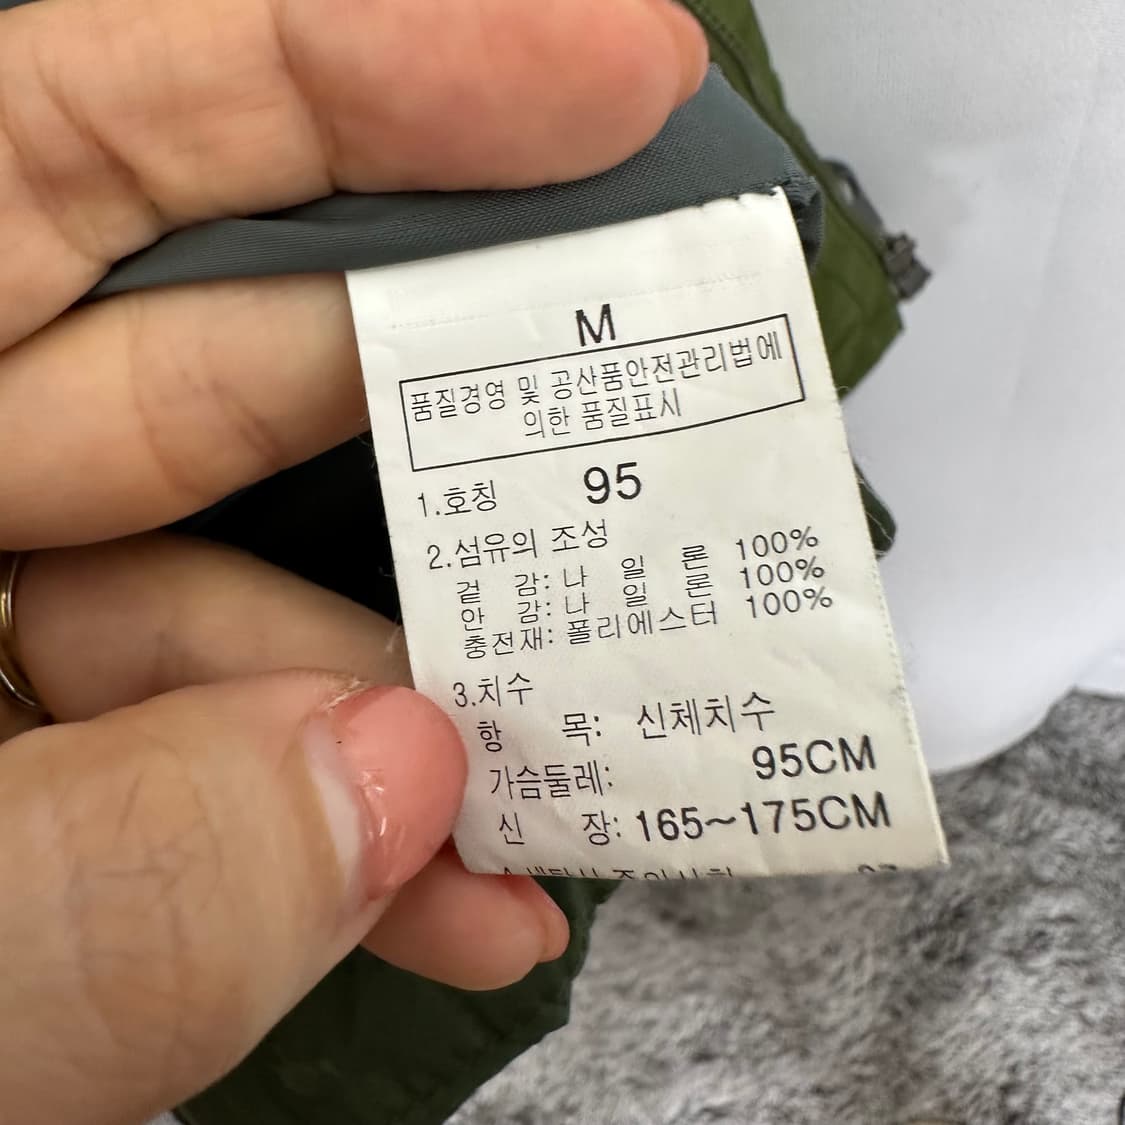 M
품질경영 및 공산품안전관리법에
의한 품질표시
1.호칭 95
2.섬유의 조성
겉 감: 나 일 론 100%
안 감: 나 일 론 100%
충전재: 폴리에스터 100%
3.치수
항 목: 신체치수
가슴둘레: 95CM
신 장: 165~175CM